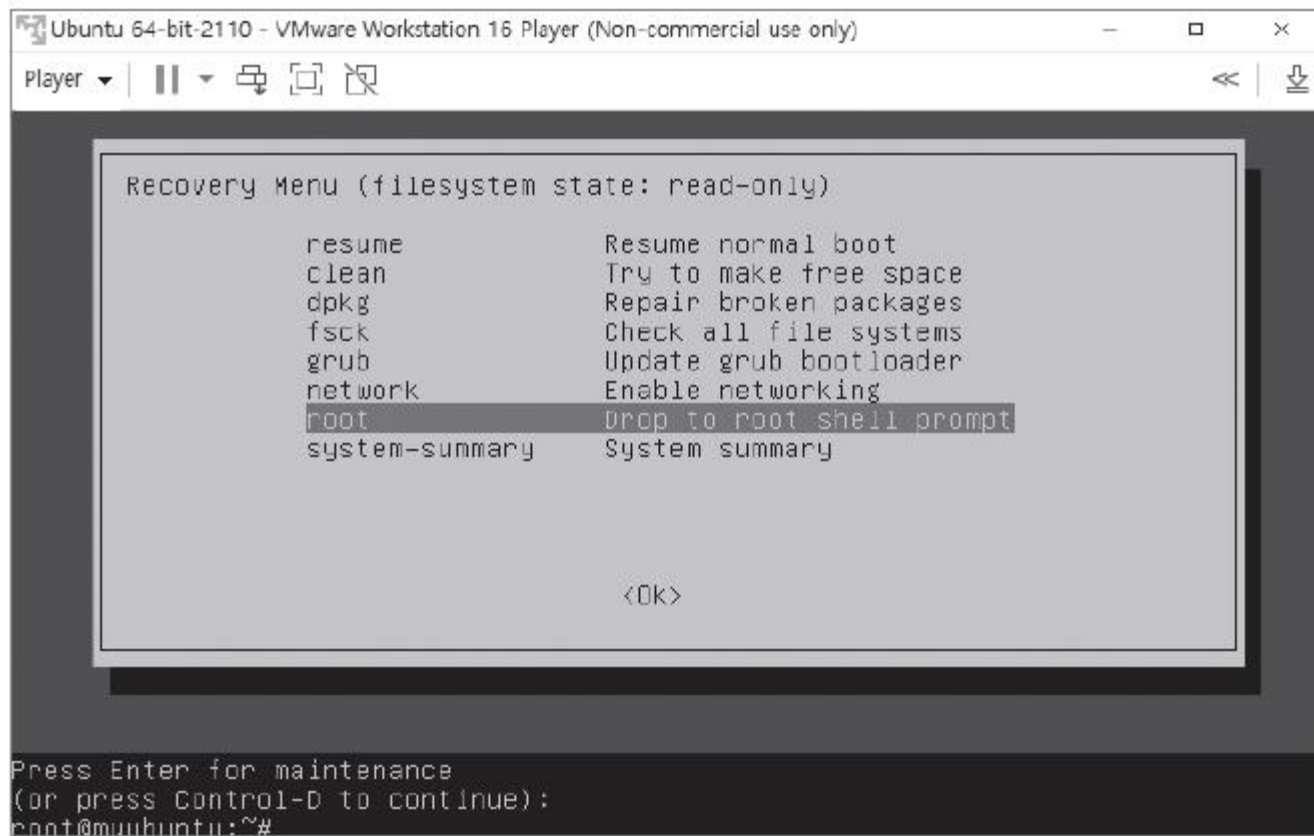 Ubuntu 64-bit-2110 - VMware Workstation 16 Player (Non-commercial use only)
Player
Recovery Menu (filesystem state: read-only)
resume Resume normal boot
clean Try to make free space
dpkg Repair broken packages
fsck Check all file systems
grub Update grub bootloader
network Enable networking
root Drop to root shell prompt
system-summary System summary
<Ok>
Press Enter for maintenance
(or press Control-D to continue):
root@myubuntu:~#